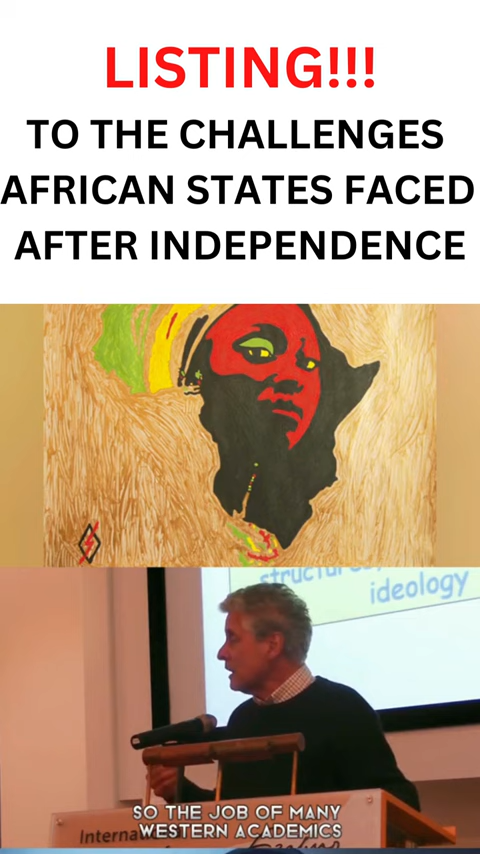 LISTING!!!
TO THE CHALLENGES
AFRICAN STATES FACED
AFTER INDEPENDENCE
ideology
SO THE JOB OF MANY
WESTERN ACADEMICS